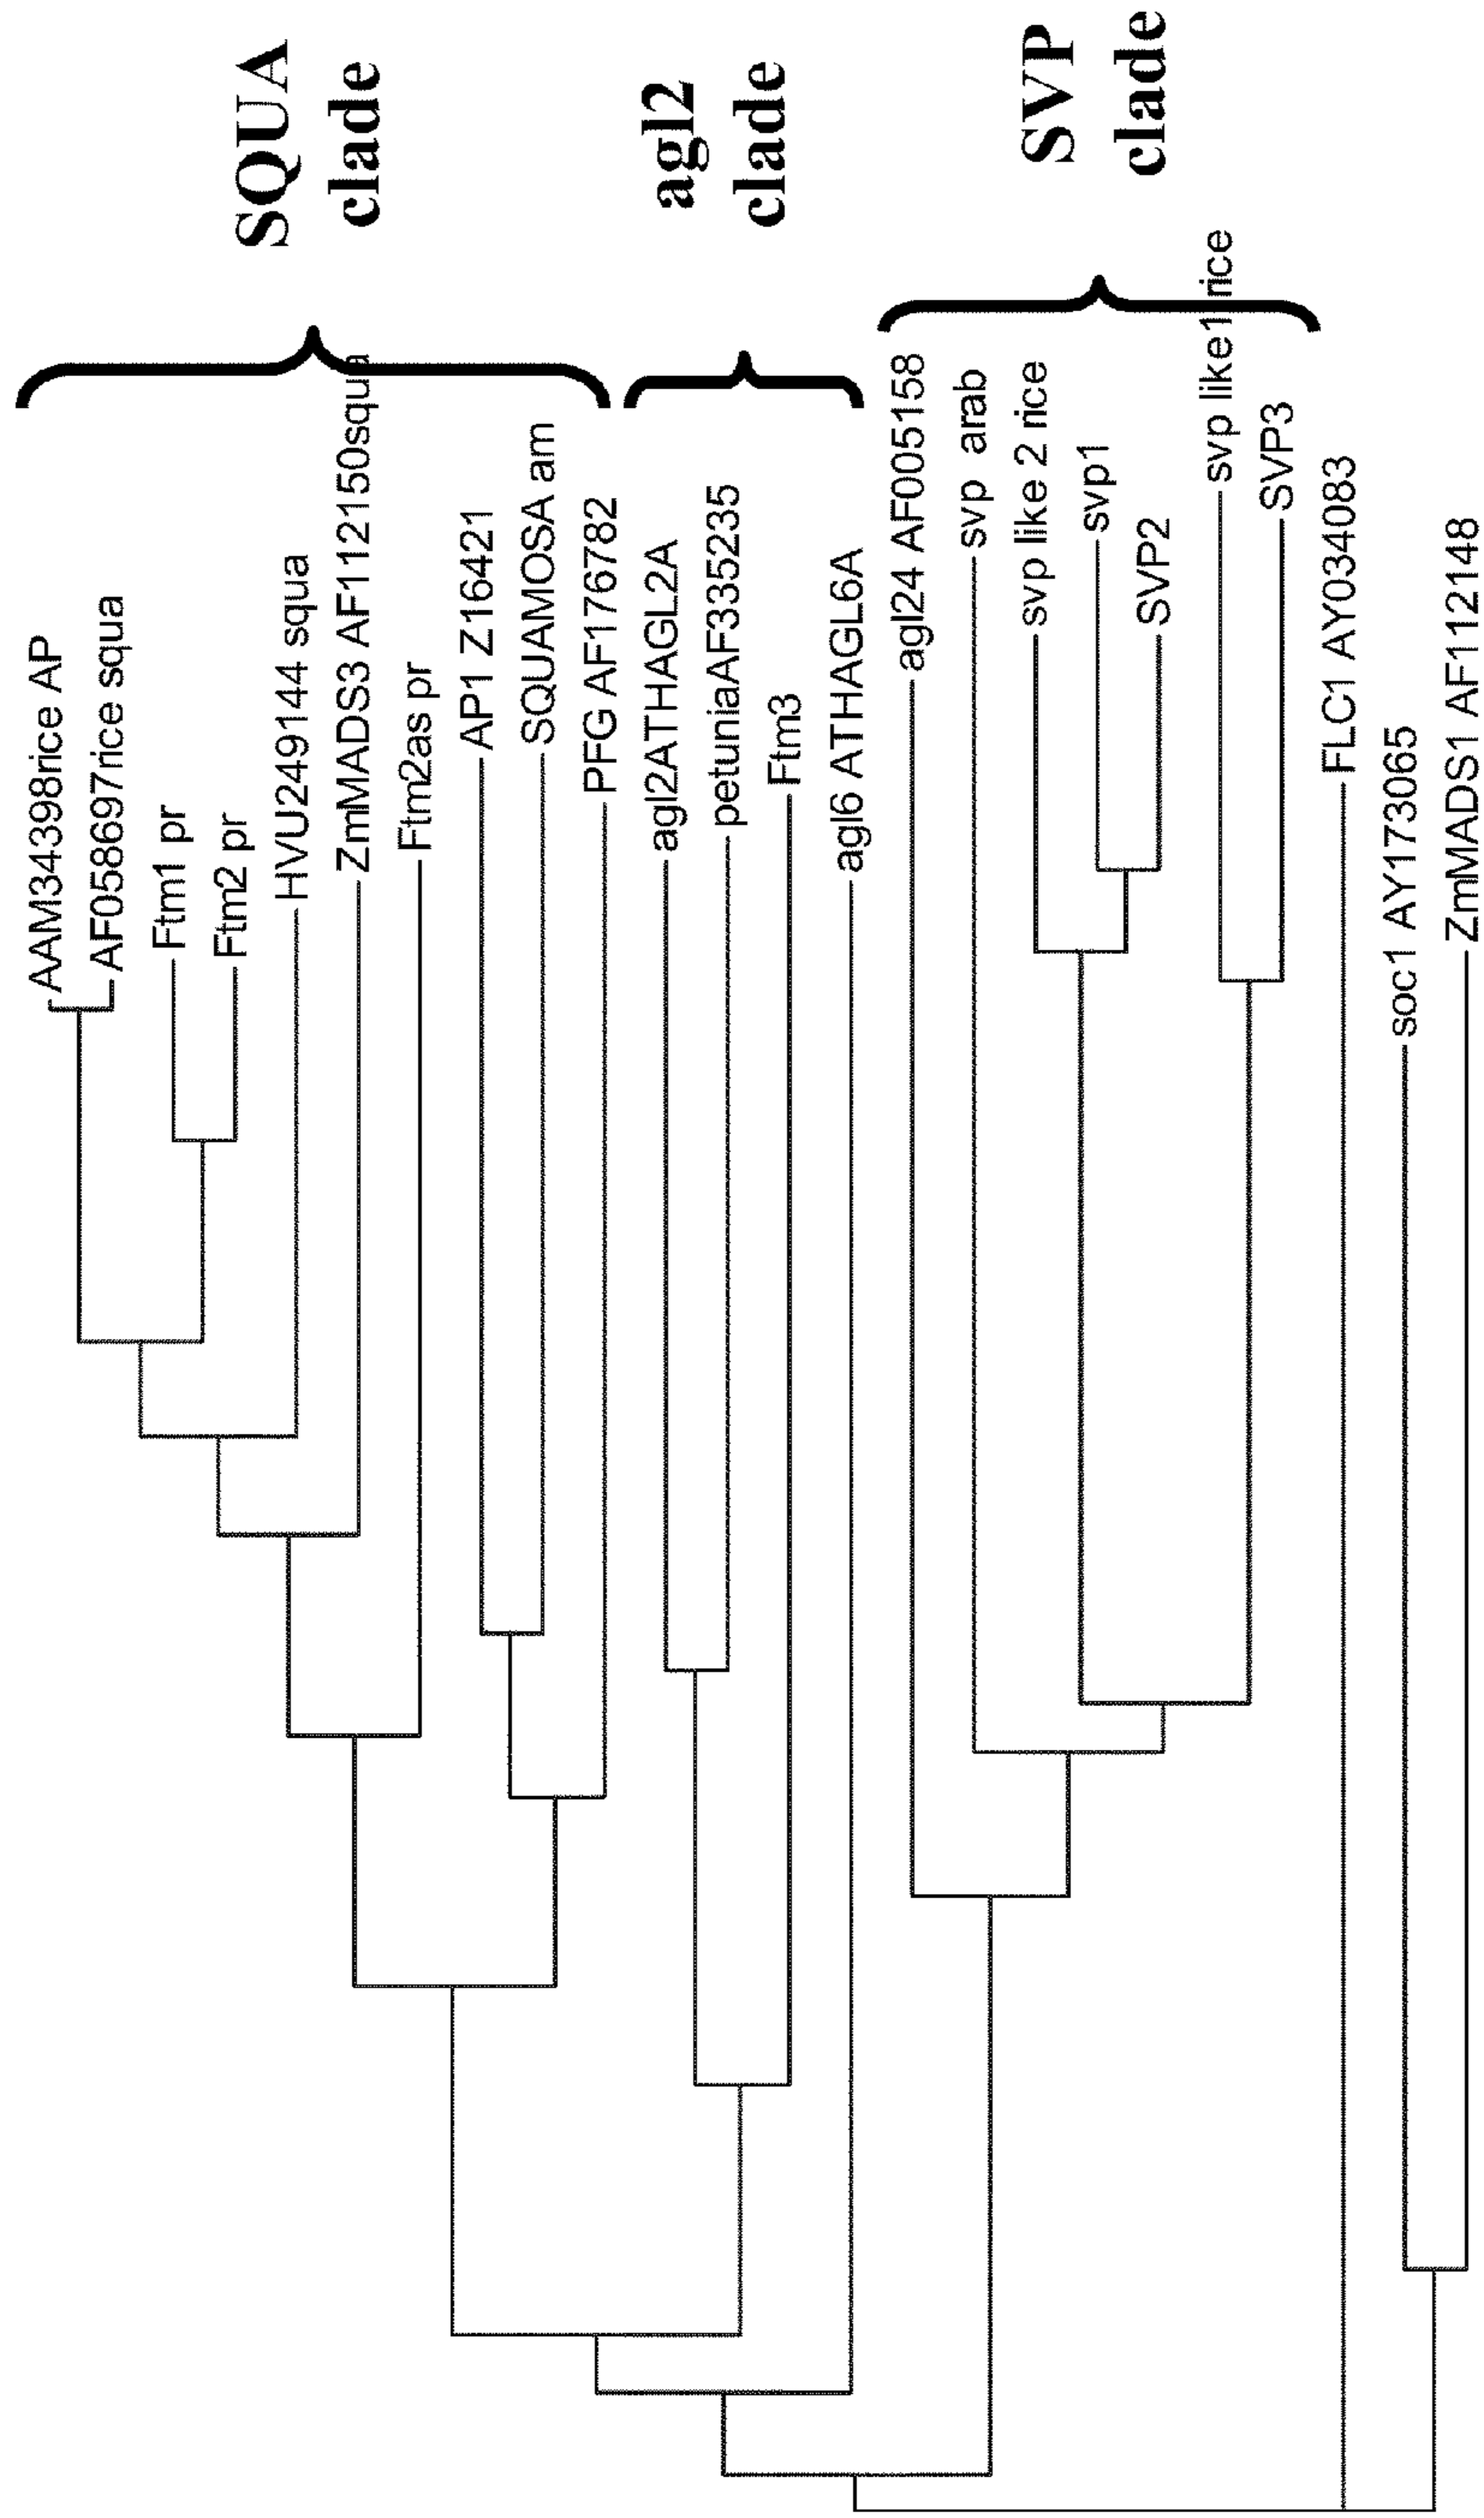 AAM34398rice AP
AF058697rice squa
Ftm1 pr
Ftm2 pr
HVU249144 squa
ZmMADS3 AF112150squa
Ftm2as pr
AP1 Z16421
SQUAMOSA am
PFG AF176782
agl2ATHAGL2A
petuniaAF335235
Ftm3
agl6 ATHAGL6A
agl24 AF005158
svp arab
svp like 2 rice
svp1
SVP2
svp like1rice
SVP3
FLC1 AY034083
soc1 AY173065
ZmMADS1 AF112148
SQUA
clade
agl2
clade
SVP
clade